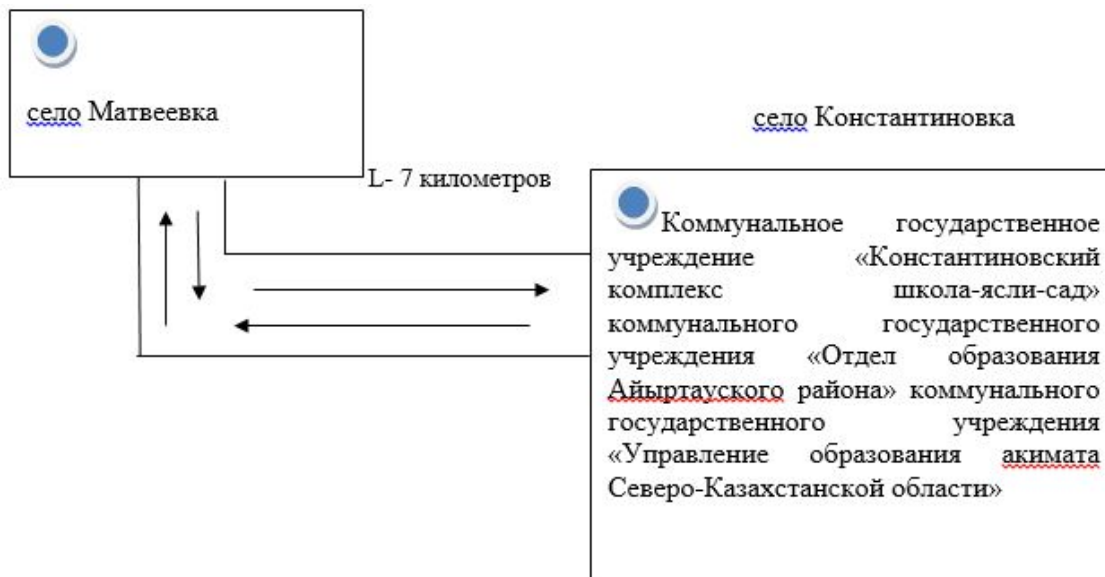 село Матвеевка
село Константиновка
L- 7 километров
Коммунальное государственное
учреждение «Константиновский
комплекс школа-ясли-сад»
коммунального государственного
учреждения «Отдел образования
Айыртауского района» коммунального
государственного учреждения
«Управление образования акимата
Северо-Казахстанской области»